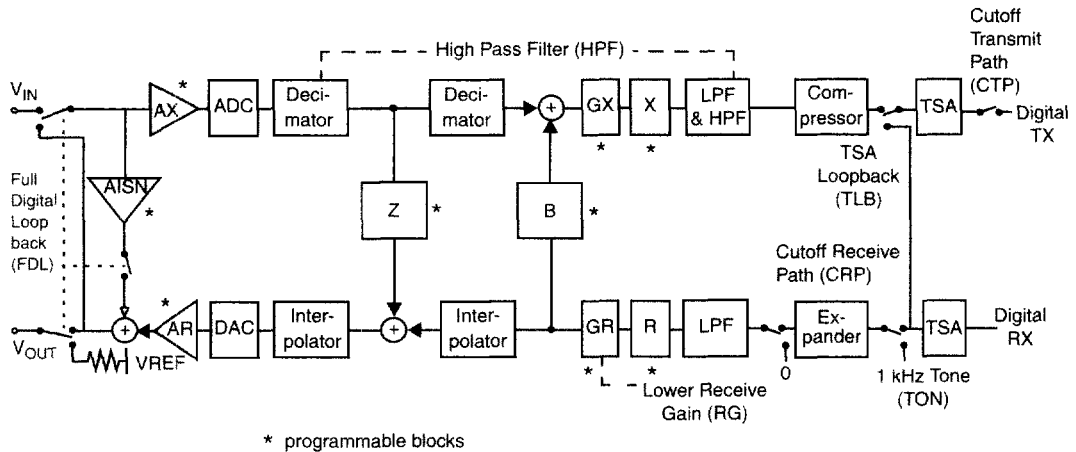 High Pass Filter (HPF)
Cutoff
Transmit
Path
(CTP)
VIN
*
AX
ADC
Deci-
mator
Deci-
mator
+
GX
X
LPF
& HPF
Com-
pressor
TSA
Digital
TX
*
*
TSA
Loopback
(TLB)
Full
Digital
Loop
back
(FDL)
AISN
*
Z
*
B
*
Cutoff Receive
Path (CRP)
VOUT
+
*
AR
DAC
Inter-
polator
+
Inter-
polator
GR
R
LPF
Ex-
pander
TSA
Digital
RX
VREF
*
*
0
1 kHz Tone
(TON)
Lower Receive
Gain (RG)
* programmable blocks